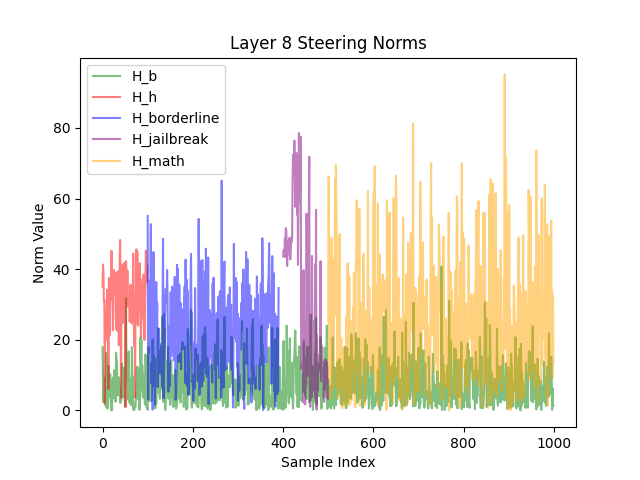 Layer 8 Steering Norms
H_b
H_h
H_borderline
H_jailbreak
H_math
Norm Value
80
60
40
20
0
0 200 400 600 800 1000
Sample Index